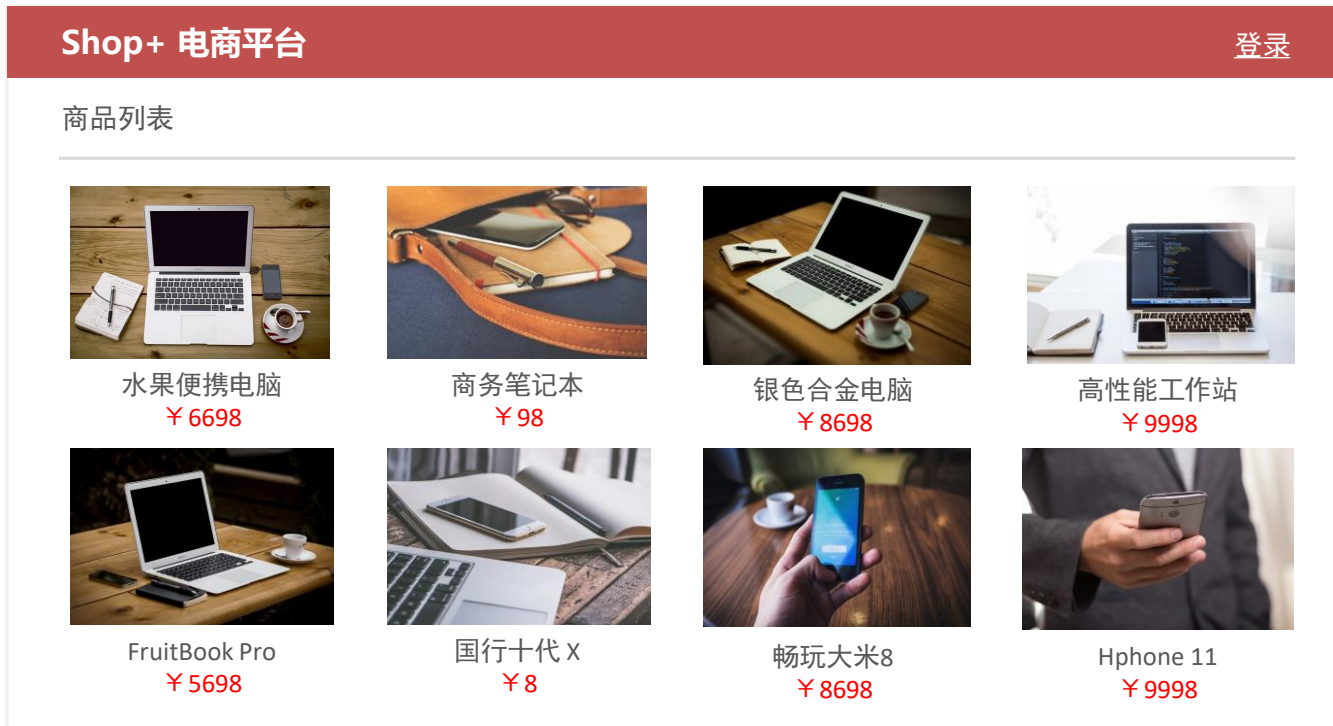 Shop+ 电商平台
登录
商品列表
水果便携电脑
￥6698
商务笔记本
￥98
银色合金电脑
￥8698
高性能工作站
￥9998
FruitBook Pro
￥5698
国行十代 X
￥8
畅玩大米8
￥8698
Hphone 11
￥9998